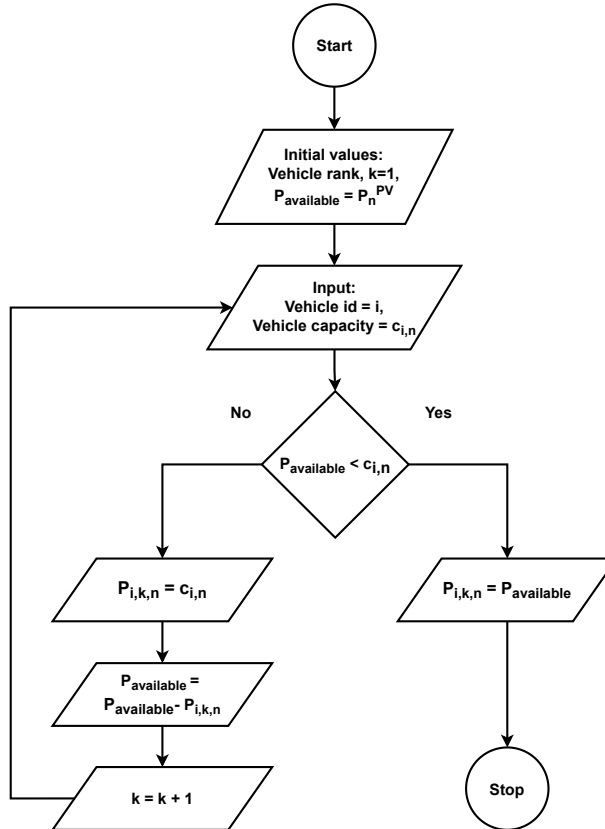 Start
Initial values:
Vehicle rank, k=1,
P_available = P_n^PV
Input:
Vehicle id = i,
Vehicle capacity = c_i,n
No
Yes
P_available < c_i,n
P_i,k,n = c_i,n
P_i,k,n = P_available
P_available =
P_available - P_i,k,n
k = k + 1
Stop